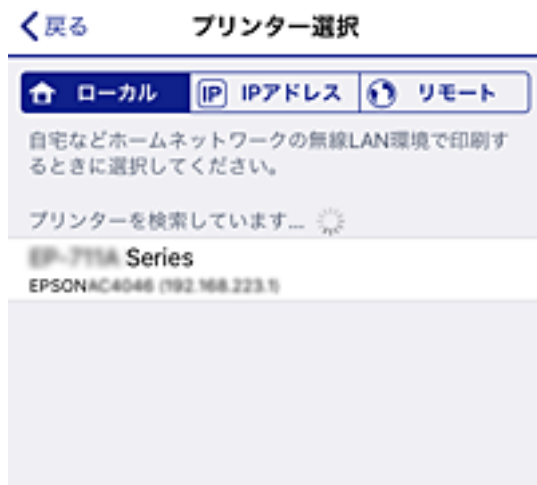 戻る
プリンター選択
ローカル
IP IPアドレス
リモート
自宅などホームネットワークの無線LAN環境で印刷す
るときに選択してください。
プリンターを検索しています...
Series
EPSON